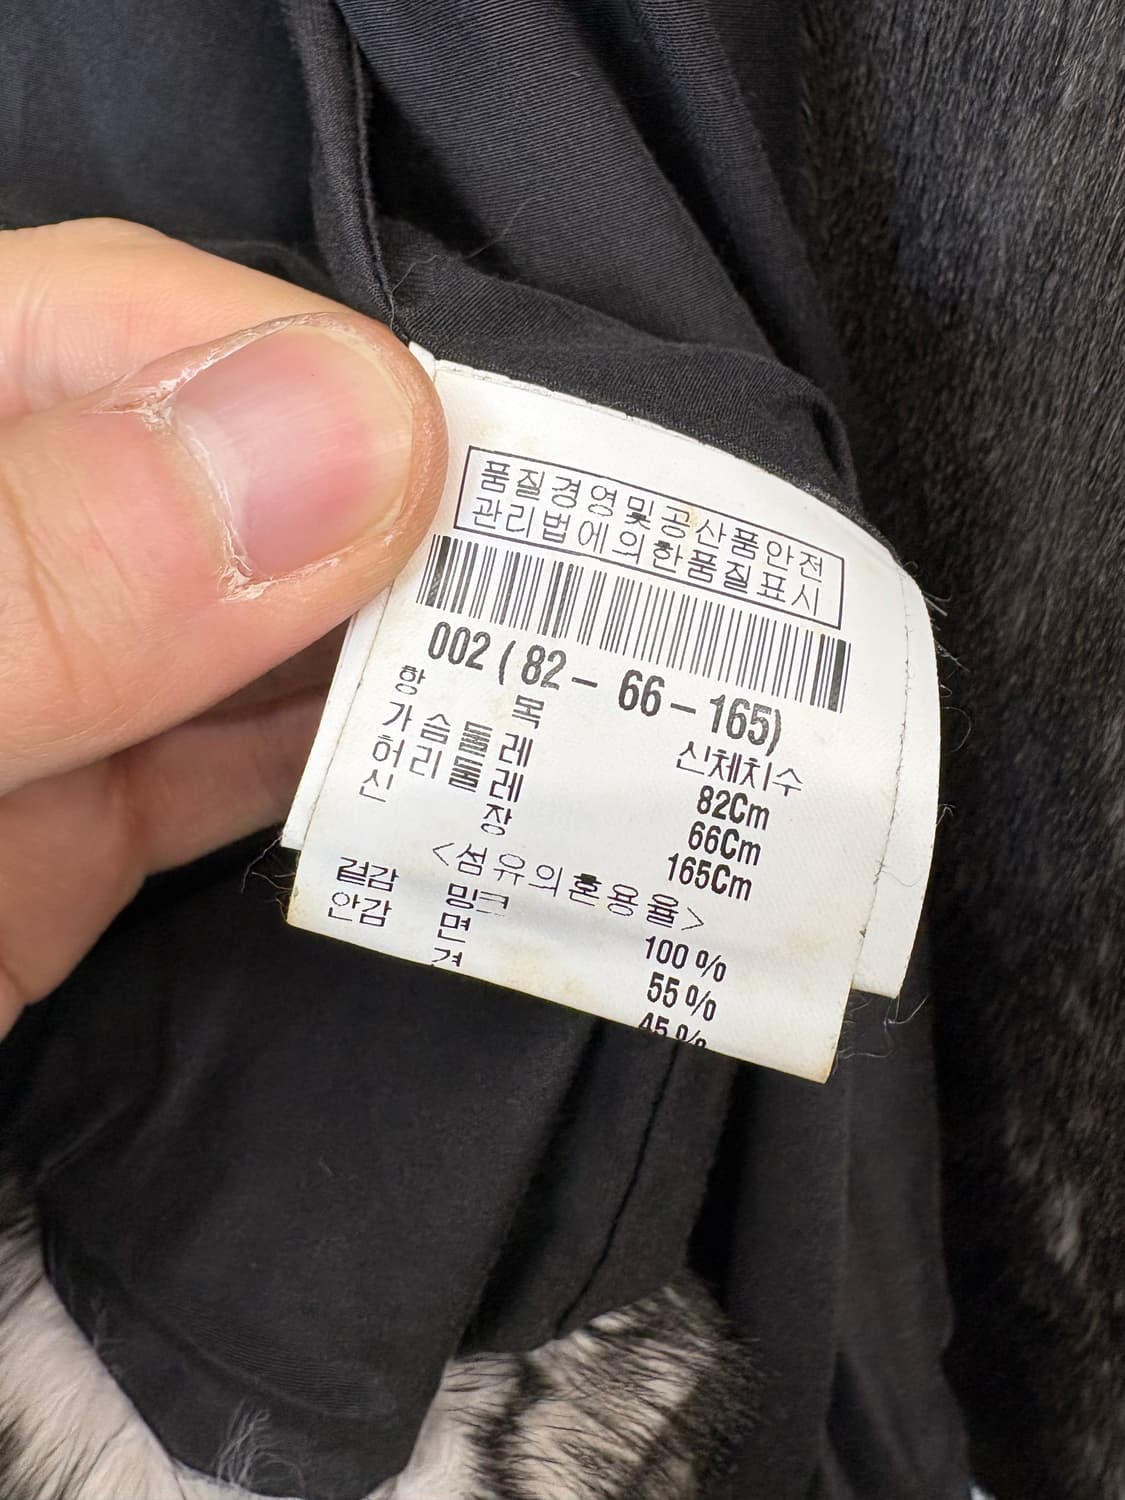 품질경영및공산품안전
관리법에의한품질표시
002 ( 82 - 66 - 165)
항 목 신체치수
가슴둘레 82Cm
허리둘레 66Cm
신 장 165Cm
<섬유의혼용율>
겉감 밍크 100%
안감 면 55%
견 45%